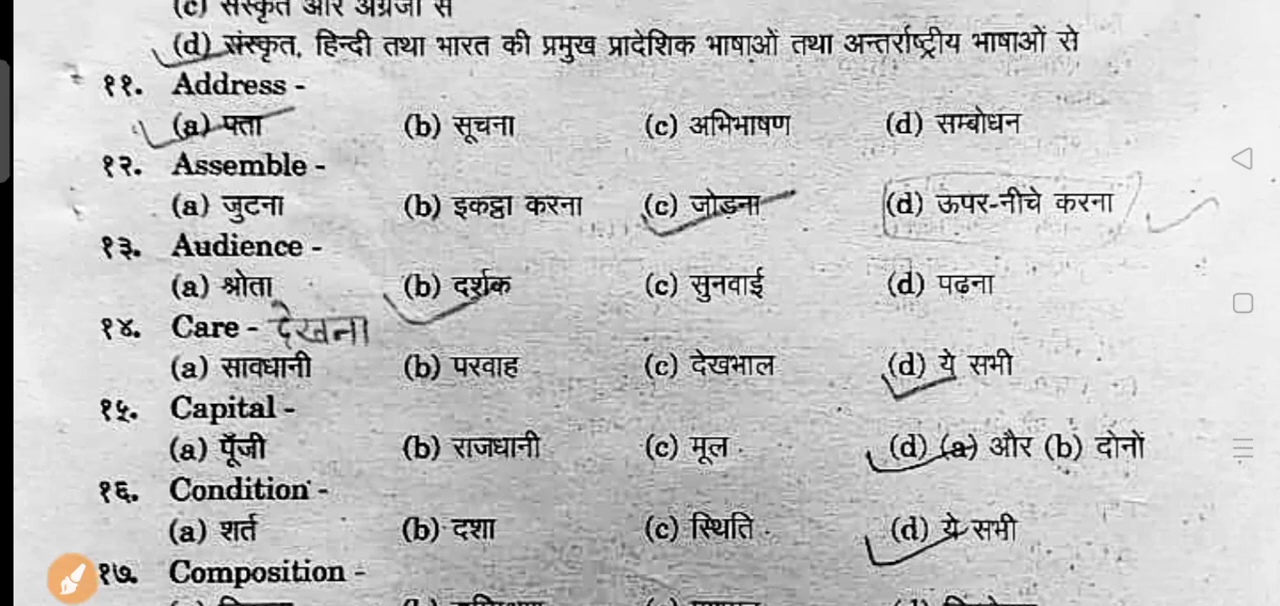 (c) संस्कृत और अंग्रेजी से
(d) संस्कृत, हिन्दी तथा भारत की प्रमुख प्रादेशिक भाषाओं तथा अन्तर्राष्ट्रीय भाषाओं से
११. Address -
(a) पता (b) सूचना (c) अभिभाषण (d) सम्बोधन
१२. Assemble -
(a) जुटना (b) इकट्ठा करना (c) जोड़ना (d) ऊपर-नीचे करना
१३. Audience -
(a) श्रोता (b) दर्शक (c) सुनवाई (d) पढना
१४. Care - देखना
(a) सावधानी (b) परवाह (c) देखभाल (d) ये सभी
१५. Capital -
(a) पूँजी (b) राजधानी (c) मूल (d) (a) और (b) दोनों
१६. Condition -
(a) शर्त (b) दशा (c) स्थिति (d) ये सभी
१७. Composition -